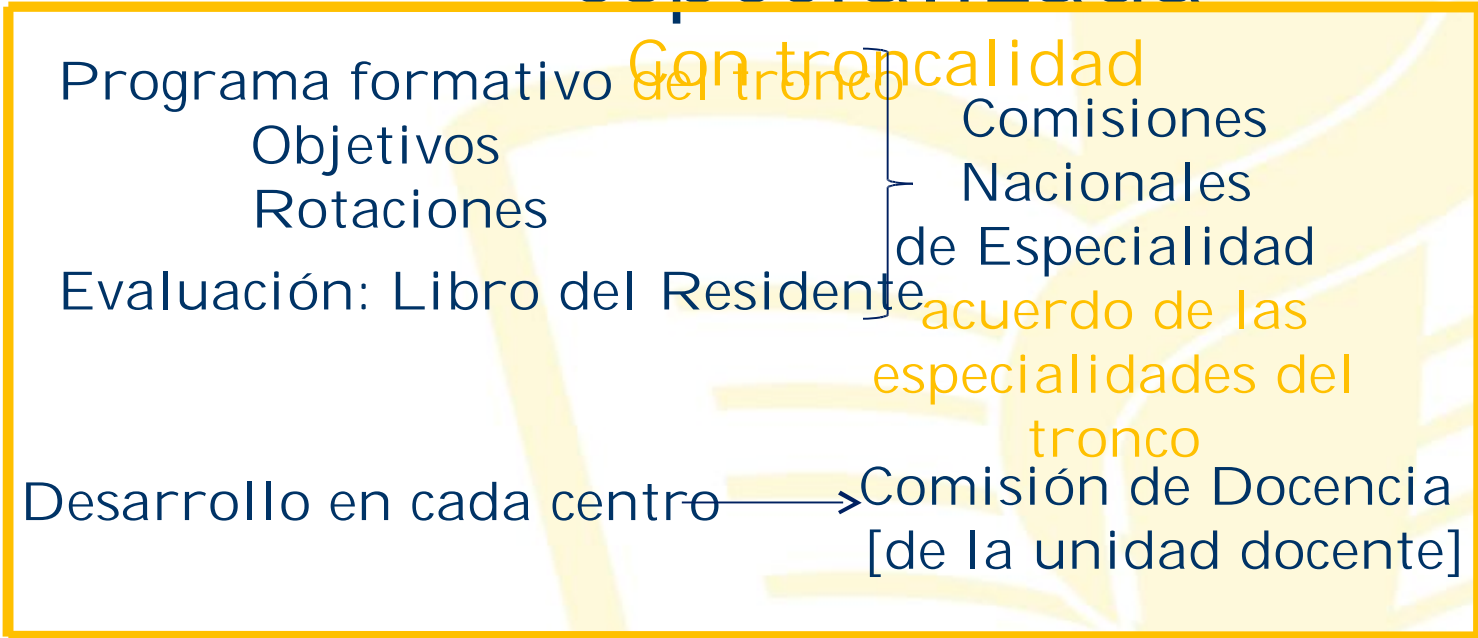 Con troncalidad
Programa formativo del tronco
Objetivos
Rotaciones
Evaluación: Libro del Residente
Comisiones
Nacionales
de Especialidad
acuerdo de las
especialidades del
tronco
Desarrollo en cada centro
Comisión de Docencia
[de la unidad docente]